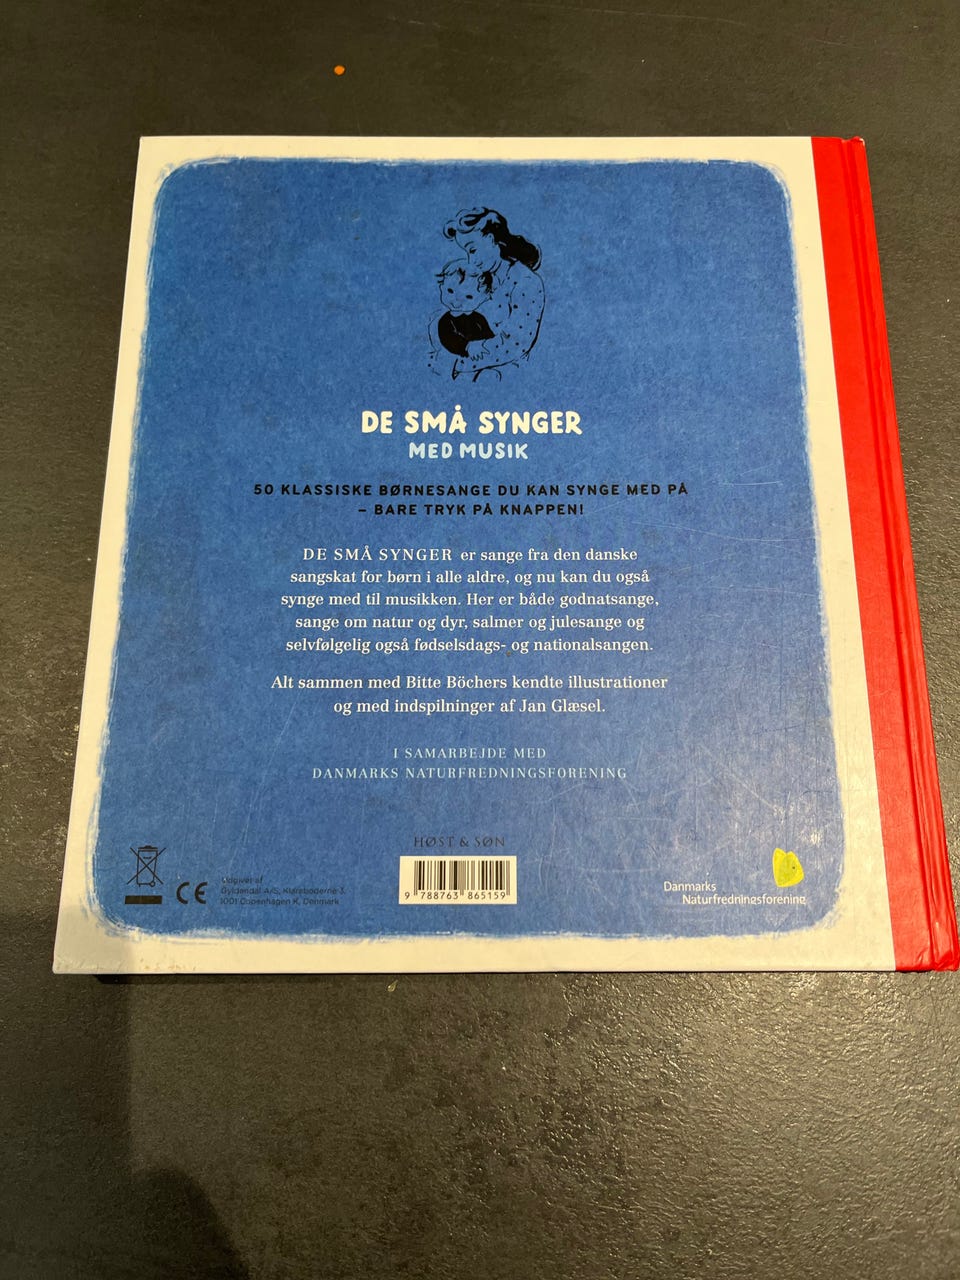 DE SMÅ SYNGER
MED MUSIK
50 KLASSISKE BØRNESANGE DU KAN SYNGE MED PÅ
– BARE TRYK PÅ KNAPPEN!
DE SMÅ SYNGER er sange fra den danske
sangskat for børn i alle aldre, og nu kan du også
synge med til musikken. Her er både godnatsange,
sange om natur og dyr, salmer og julesange og
selvfølgelig også fødselsdags- og nationalsangen.
Alt sammen med Bitte Böchers kendte illustrationer
og med indspilninger af Jan Glæsel.
I SAMARBEJDE MED
DANMARKS NATURFREDNINGSFORENING
HØST & SØN
CE
Udgivet af
Gyldendal A/S, Klareboderne 3,
1001 Copenhagen K, Denmark
9 788763 865159
Danmarks
Naturfredningsforening